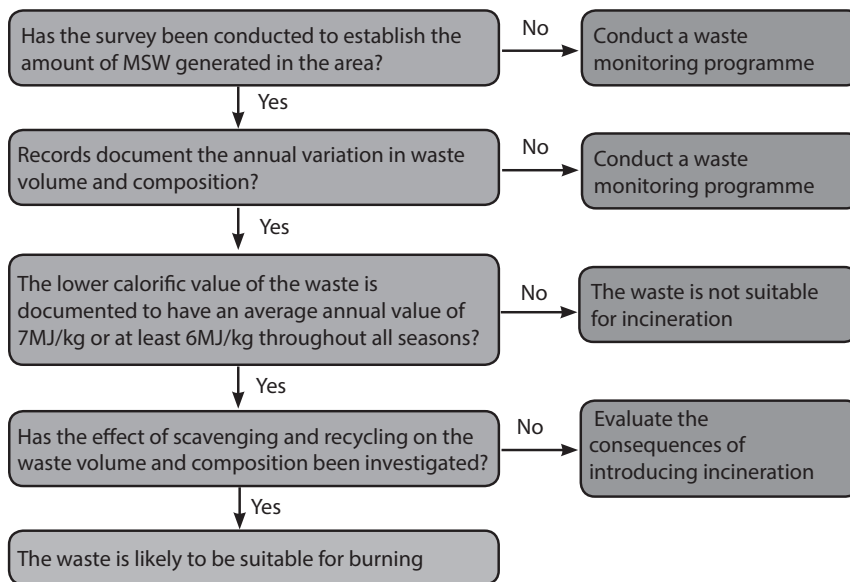 Has the survey been conducted to establish the
amount of MSW generated in the area?
No
Conduct a waste
monitoring programme
Yes
Records document the annual variation in waste
volume and composition?
No
Conduct a waste
monitoring programme
Yes
The lower calorific value of the waste is
documented to have an average annual value of
7MJ/kg or at least 6MJ/kg throughout all seasons?
No
The waste is not suitable
for incineration
Yes
Has the effect of scavenging and recycling on the
waste volume and composition been investigated?
No
Evaluate the
consequences of
introducing incineration
Yes
The waste is likely to be suitable for burning